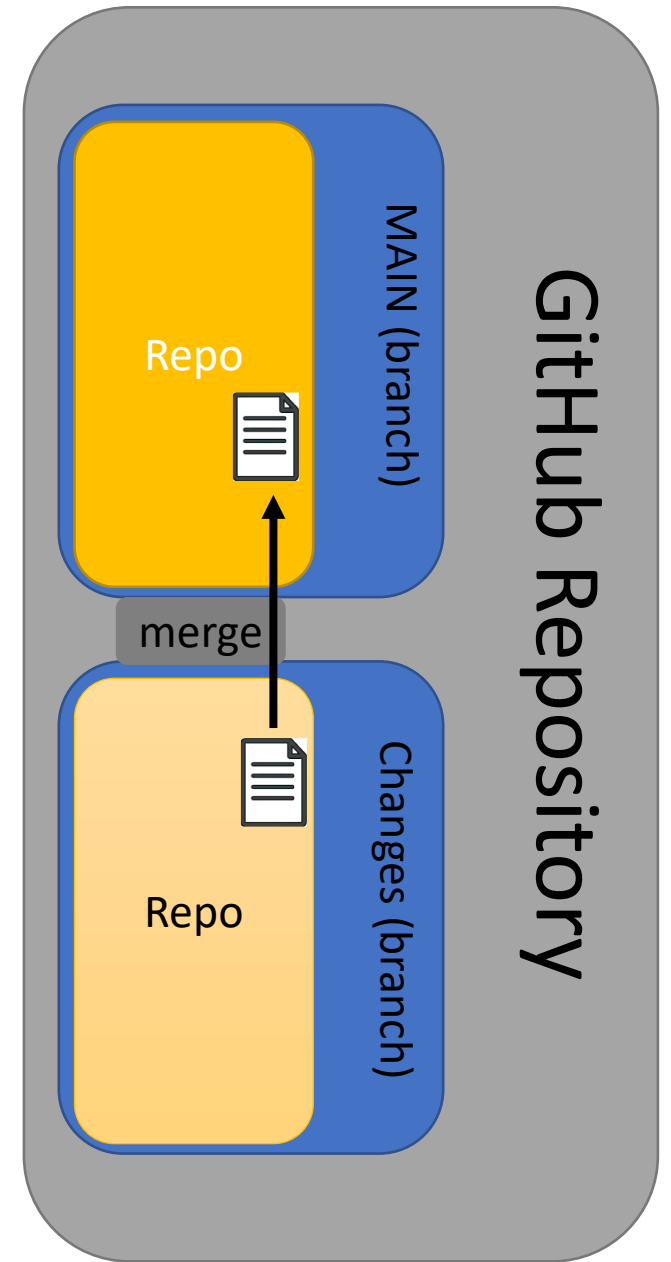 GitHub Repository
MAIN (branch)
Repo
merge
Changes (branch)
Repo